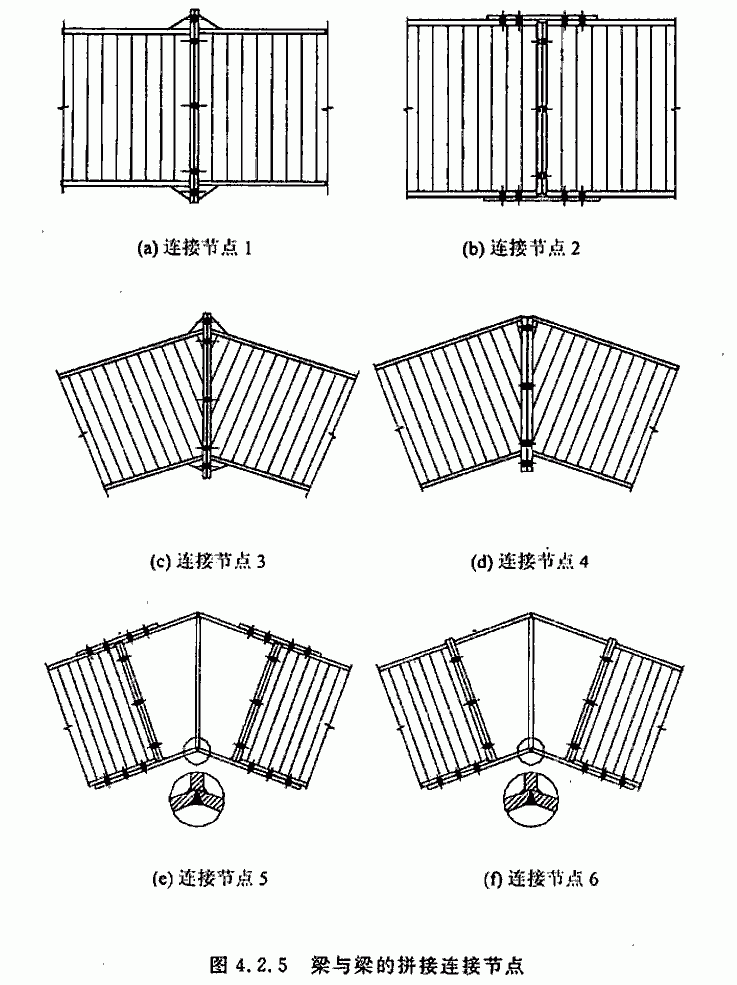 (a) 连接节点 1
(b) 连接节点 2
(c) 连接节点 3
(d) 连接节点 4
(e) 连接节点 5
(f) 连接节点 6
图 4.2.5 梁与梁的拼接连接节点